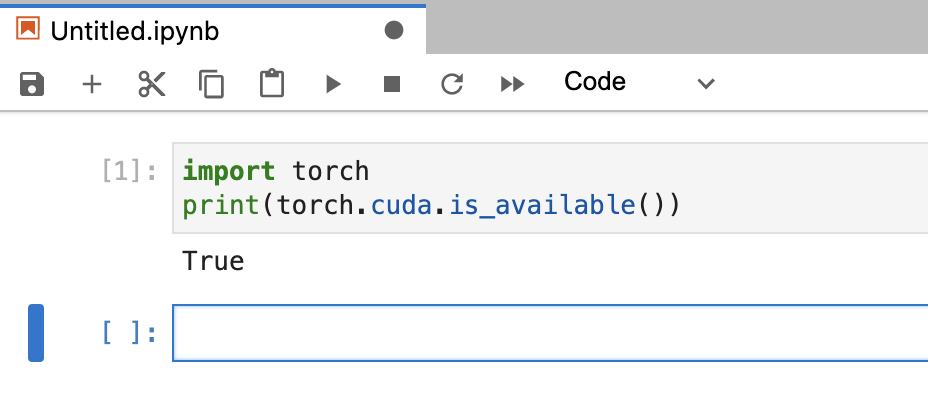 Untitled.ipynb
Code
[1]:
import torch
print(torch.cuda.is_available())
True
[ ]: